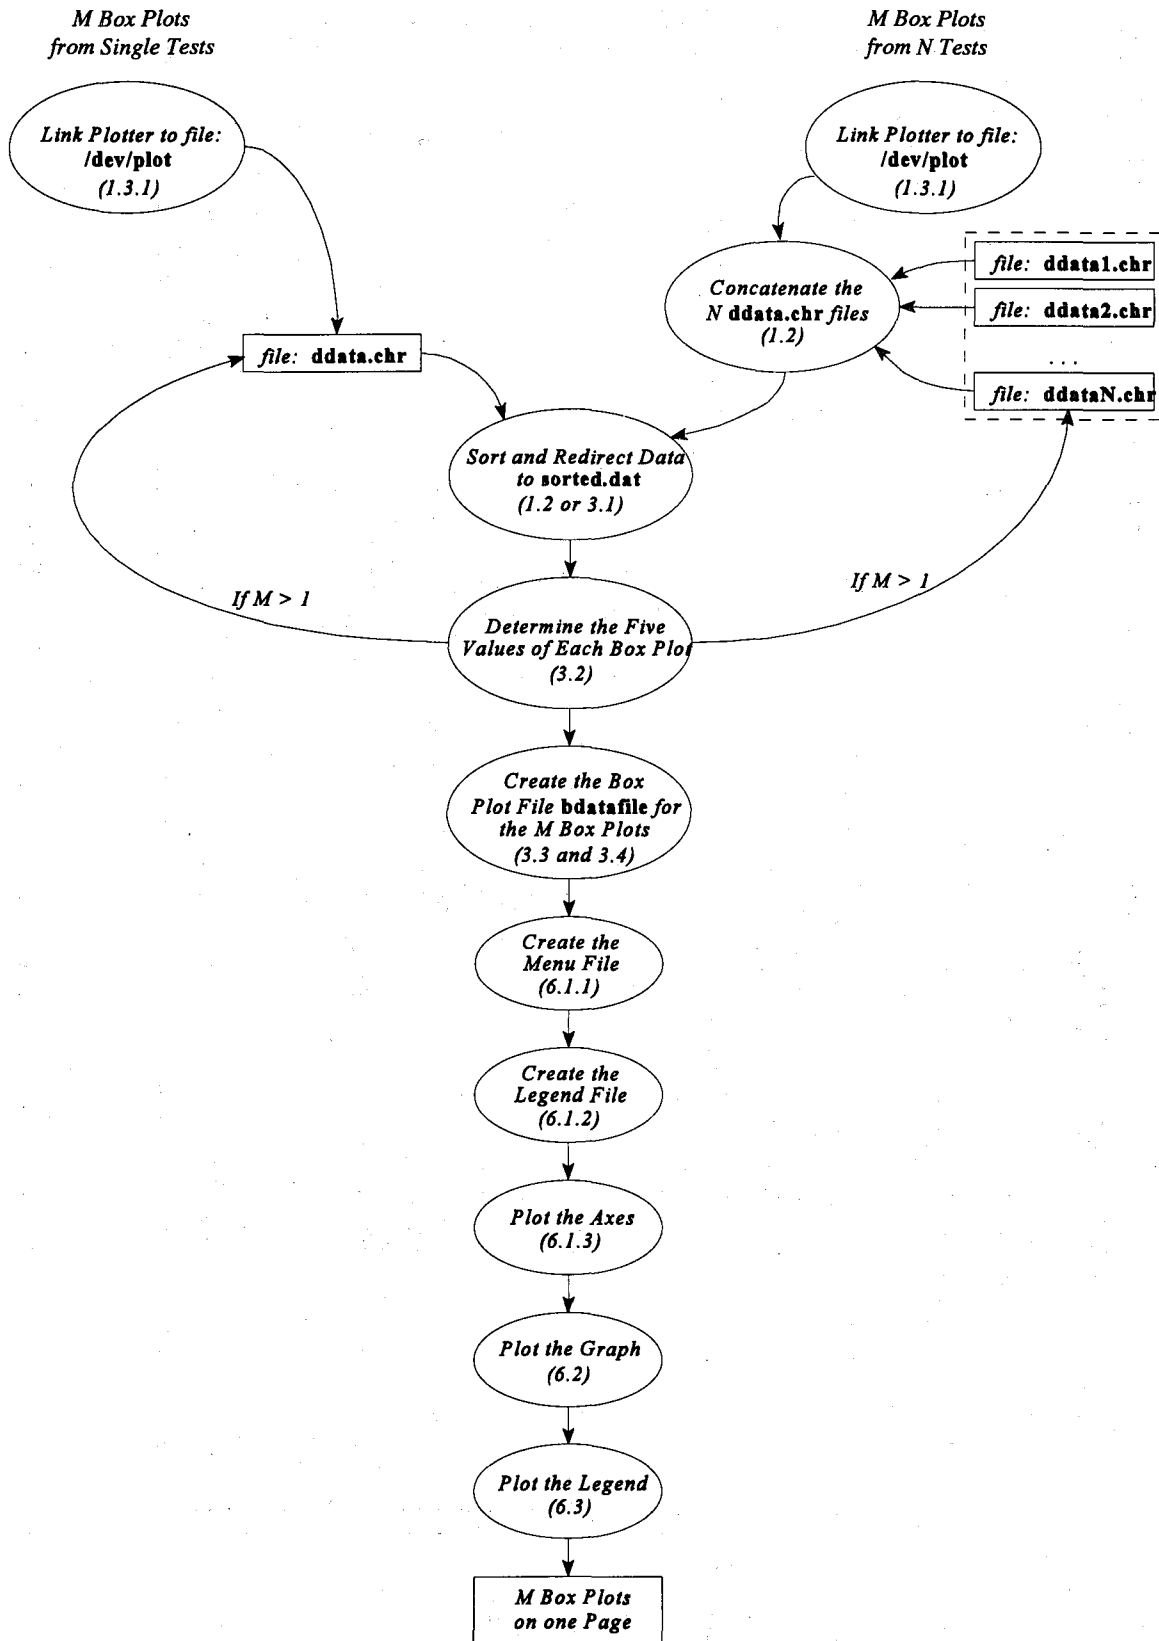 M Box Plots
from Single Tests
M Box Plots
from N Tests
Link Plotter to file:
/dev/plot
(1.3.1)
Link Plotter to file:
/dev/plot
(1.3.1)
Concatenate the
N ddata.chr files
(1.2)
file: ddata1.chr
file: ddata2.chr
...
file: ddataN.chr
file: ddata.chr
Sort and Redirect Data
to sorted.dat
(1.2 or 3.1)
If M > 1
If M > 1
Determine the Five
Values of Each Box Plot
(3.2)
Create the Box
Plot File bdatafile for
the M Box Plots
(3.3 and 3.4)
Create the
Menu File
(6.1.1)
Create the
Legend File
(6.1.2)
Plot the Axes
(6.1.3)
Plot the Graph
(6.2)
Plot the Legend
(6.3)
M Box Plots
on one Page